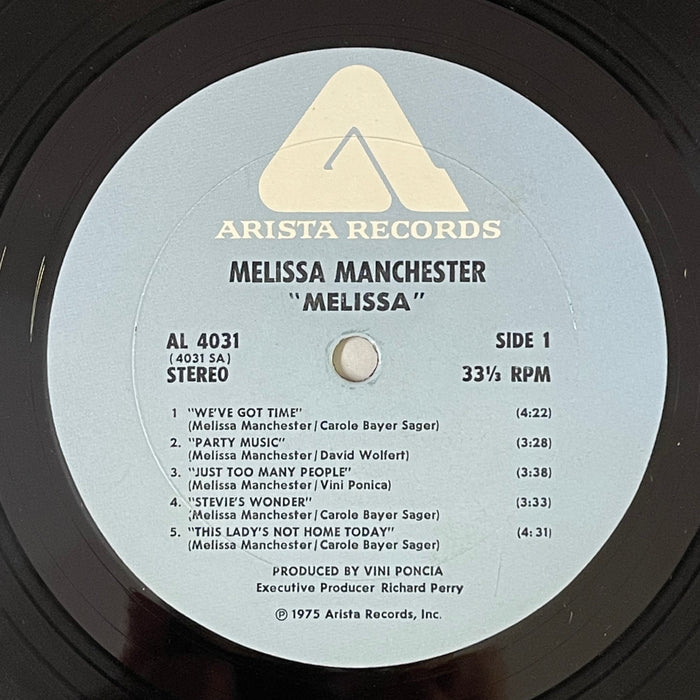 ARISTA RECORDS
MELISSA MANCHESTER
"MELISSA"
AL 4031 SIDE 1
(4031 SA)
STEREO 33⅓ RPM
1 "WE'VE GOT TIME" (4:22)
(Melissa Manchester/Carole Bayer Sager)
2. "PARTY MUSIC" (3:28)
(Melissa Manchester/David Wolfert)
3. "JUST TOO MANY PEOPLE" (3:38)
(Melissa Manchester/Vini Ponica)
4. "STEVIE'S WONDER" (3:33)
(Melissa Manchester/Carole Bayer Sager)
5. "THIS LADY'S NOT HOME TODAY" (4:31)
(Melissa Manchester/Carole Bayer Sager)
PRODUCED BY VINI PONCIA
Executive Producer Richard Perry
℗ 1975 Arista Records, Inc.